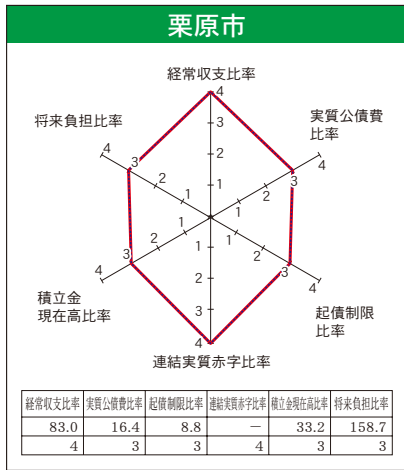 栗原市
経常収支比率
実質公債費
比率
起債制限
比率
連結実質赤字比率
積立金
現在高比率
将来負担比率
4
3
2
1
4
3
2
1
4
3
2
1
1
2
3
4
1
2
3
4
1
2
3
4
経常収支比率 実質公債費比率 起債制限比率 連結実質赤字比率 積立金現在高比率 将来負担比率
83.0 16.4 8.8 － 33.2 158.7
4 3 3 4 3 3